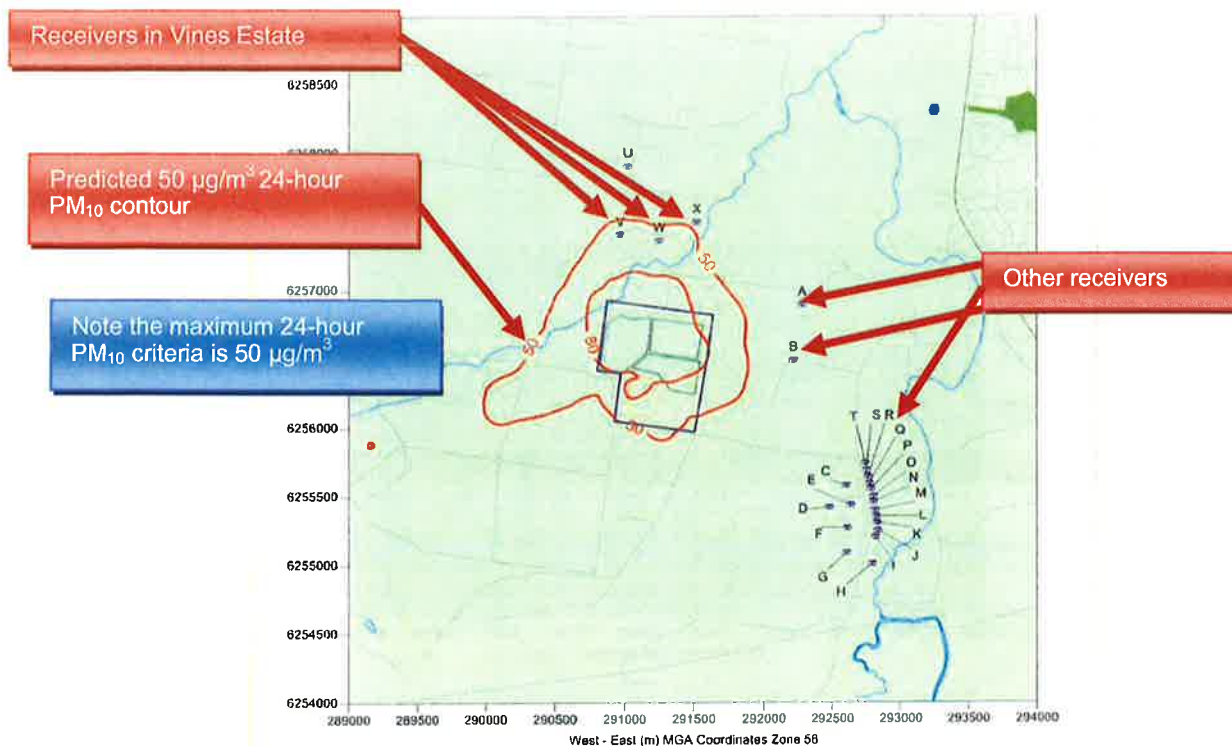 Receivers in Vines Estate
6258500
U
Predicted 50 µg/m³ 24-hour
PM₁₀ contour
X
V
W
50
Other receivers
6257000
A
Note the maximum 24-hour
PM₁₀ criteria is 50 µg/m³
B
50
6256000
50
T
S
R
Q
P
O
N
M
L
K
J
I
C
E
D
F
G
H
6255500
6255000
6254500
6254000
289000 289500 290000 290500 291000 291500 292000 292500 293000 293500 294000
West - East (m) MGA Coordinates Zone 56